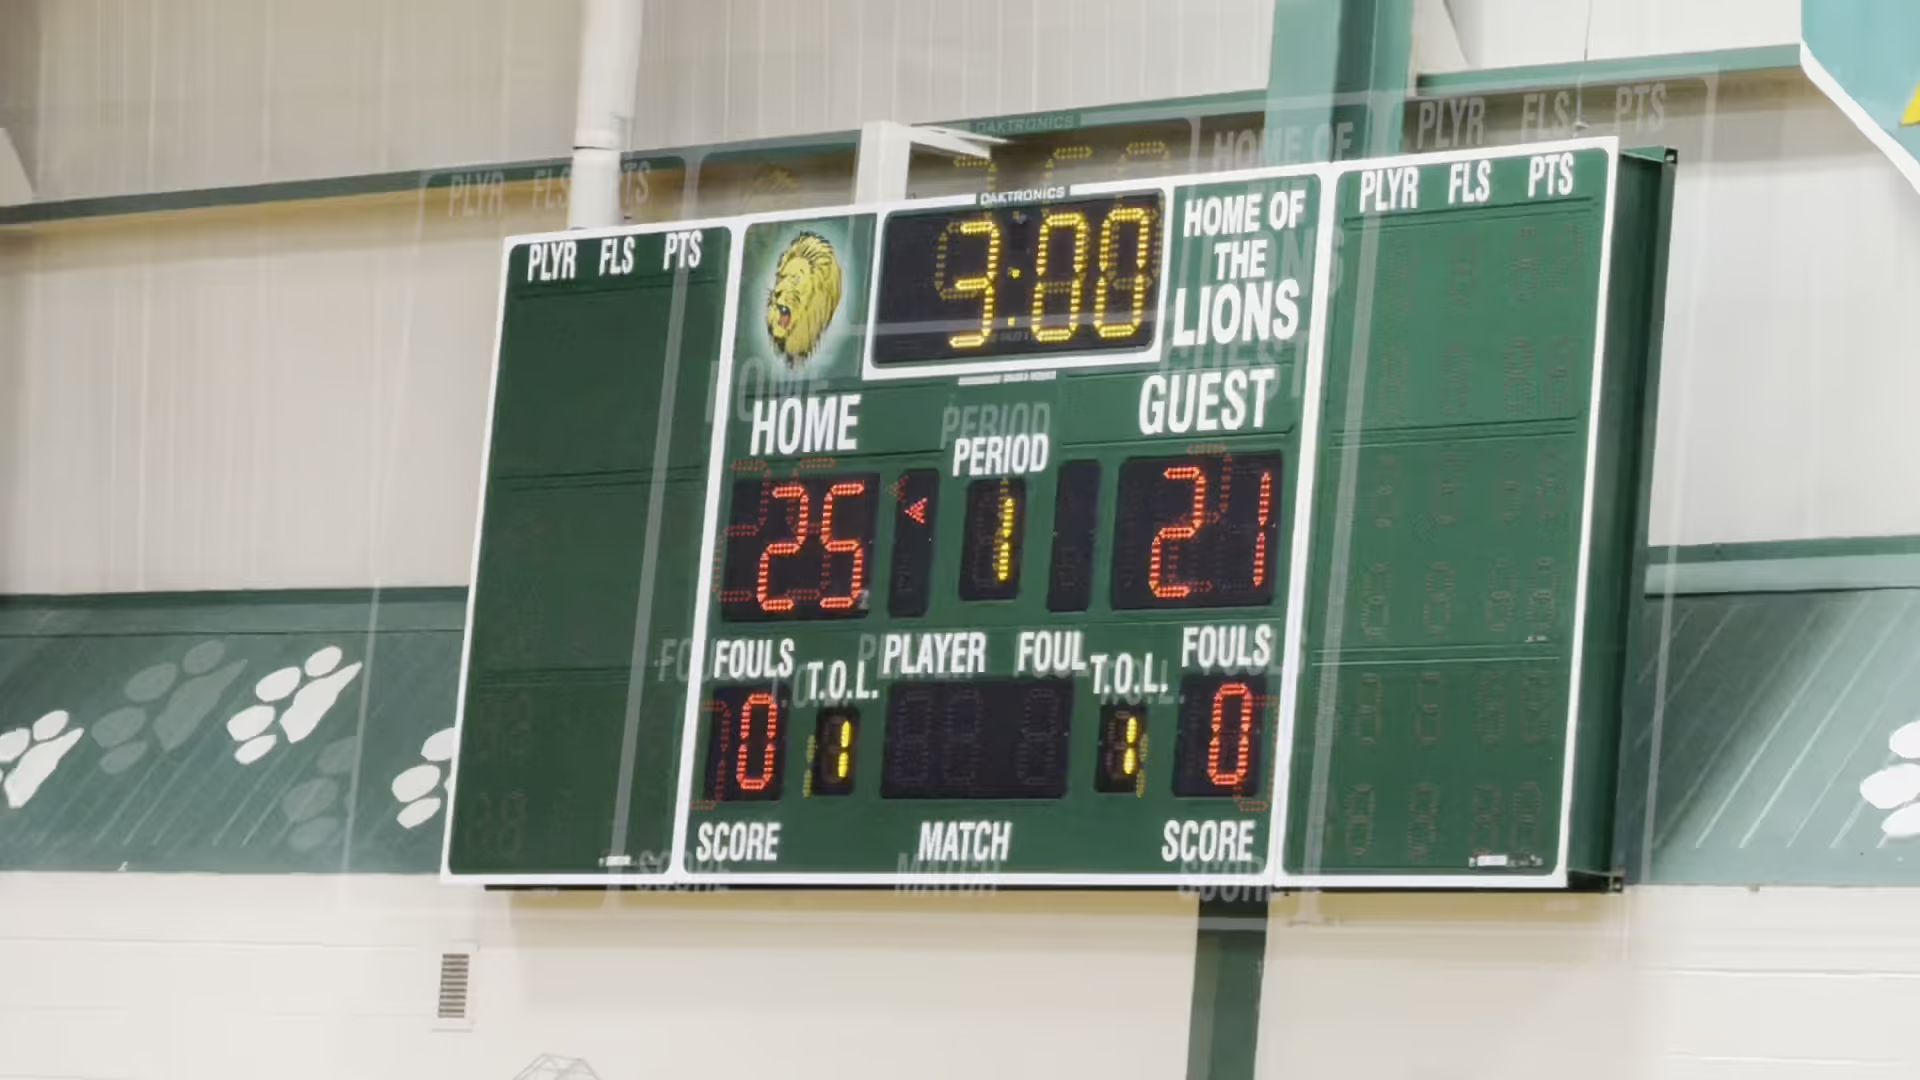 DAKTRONICS
PLYR FLS PTS
3:00
HOME OF
THE
LIONS
PLYR FLS PTS
HOME
PERIOD
GUEST
25
1
21
FOULS
T.O.L.
PLAYER FOUL
T.O.L.
FOULS
0
1
1
0
SCORE
MATCH
SCORE